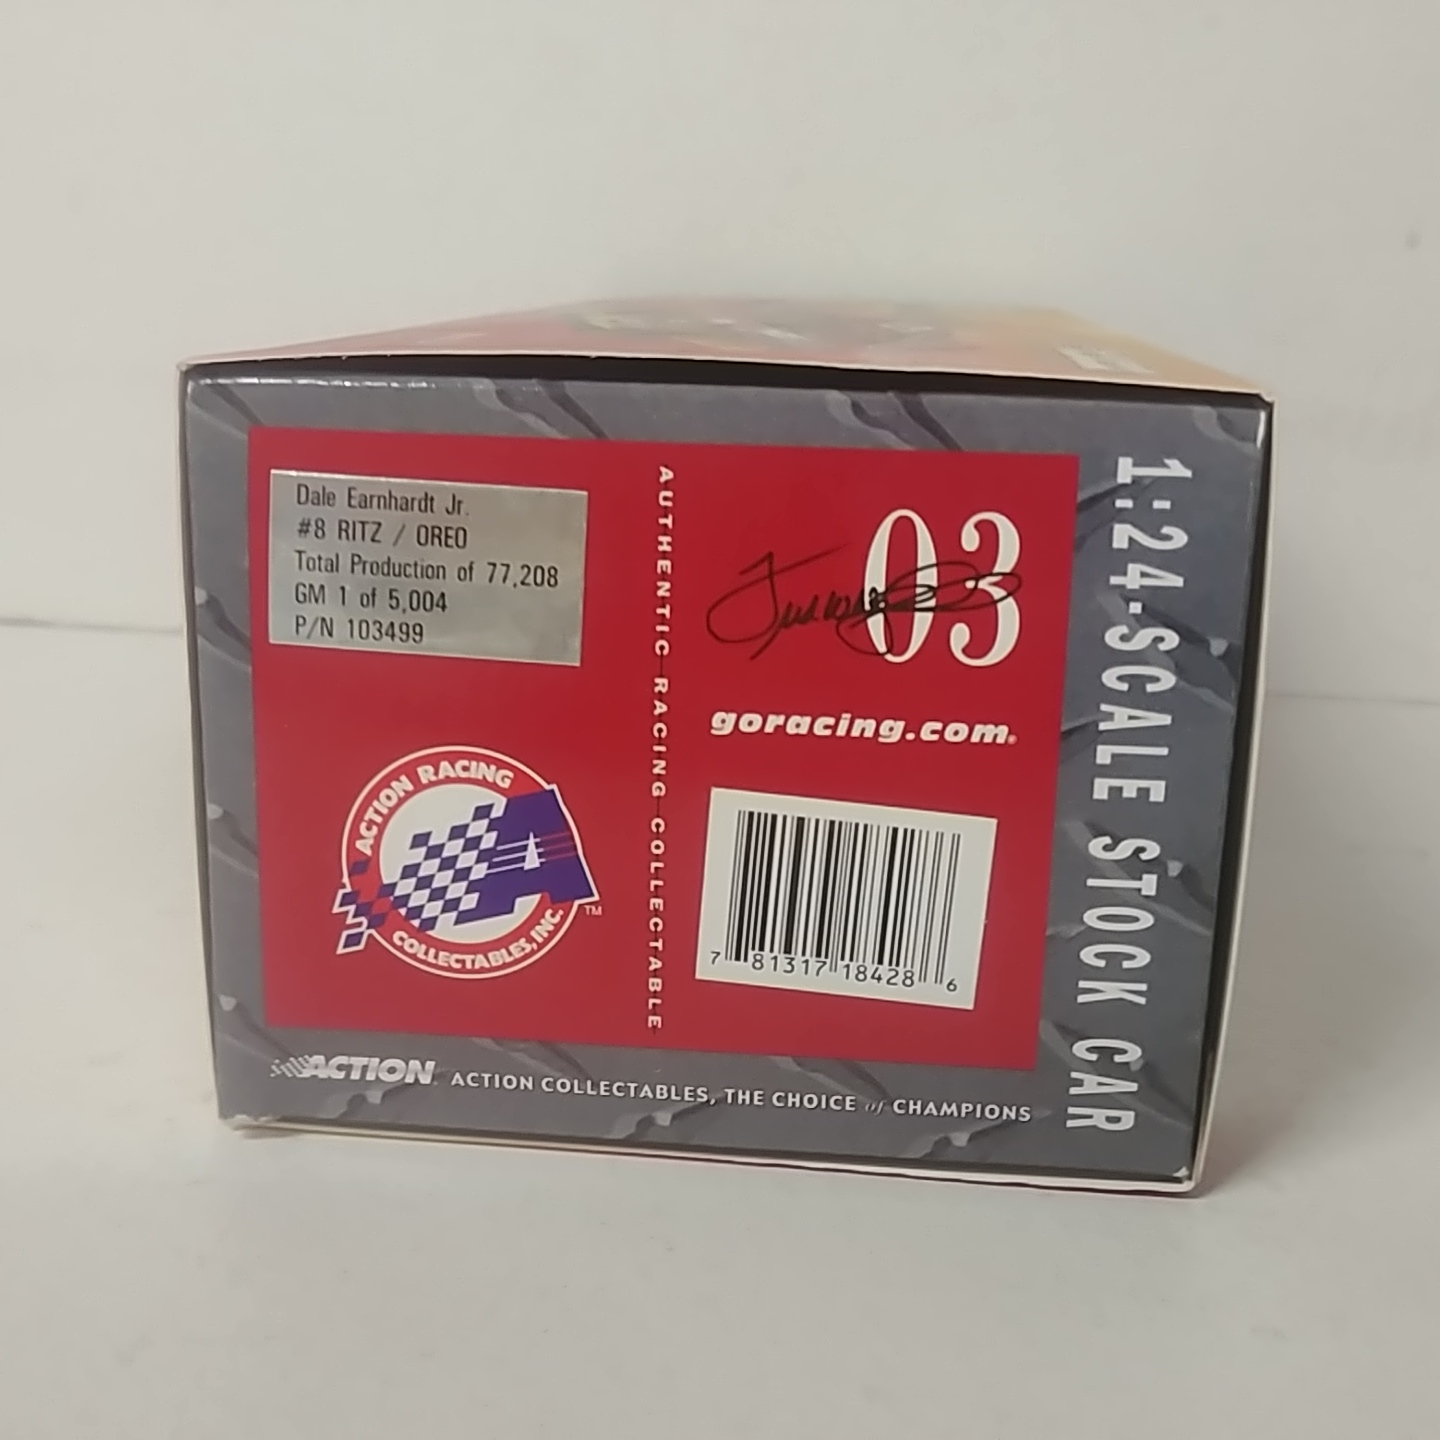 Dale Earnhardt Jr.
#8 RITZ / OREO
Total Production of 77,208
GM 1 of 5,004
P/N 103499
ACTION RACING
COLLECTABLES, INC.
TM
AUTHENTIC RACING COLLECTABLE
03
goracing.com®
7 81317 18428 6
1:24-SCALE STOCK CAR
ACTION
ACTION COLLECTABLES, THE CHOICE of CHAMPIONS